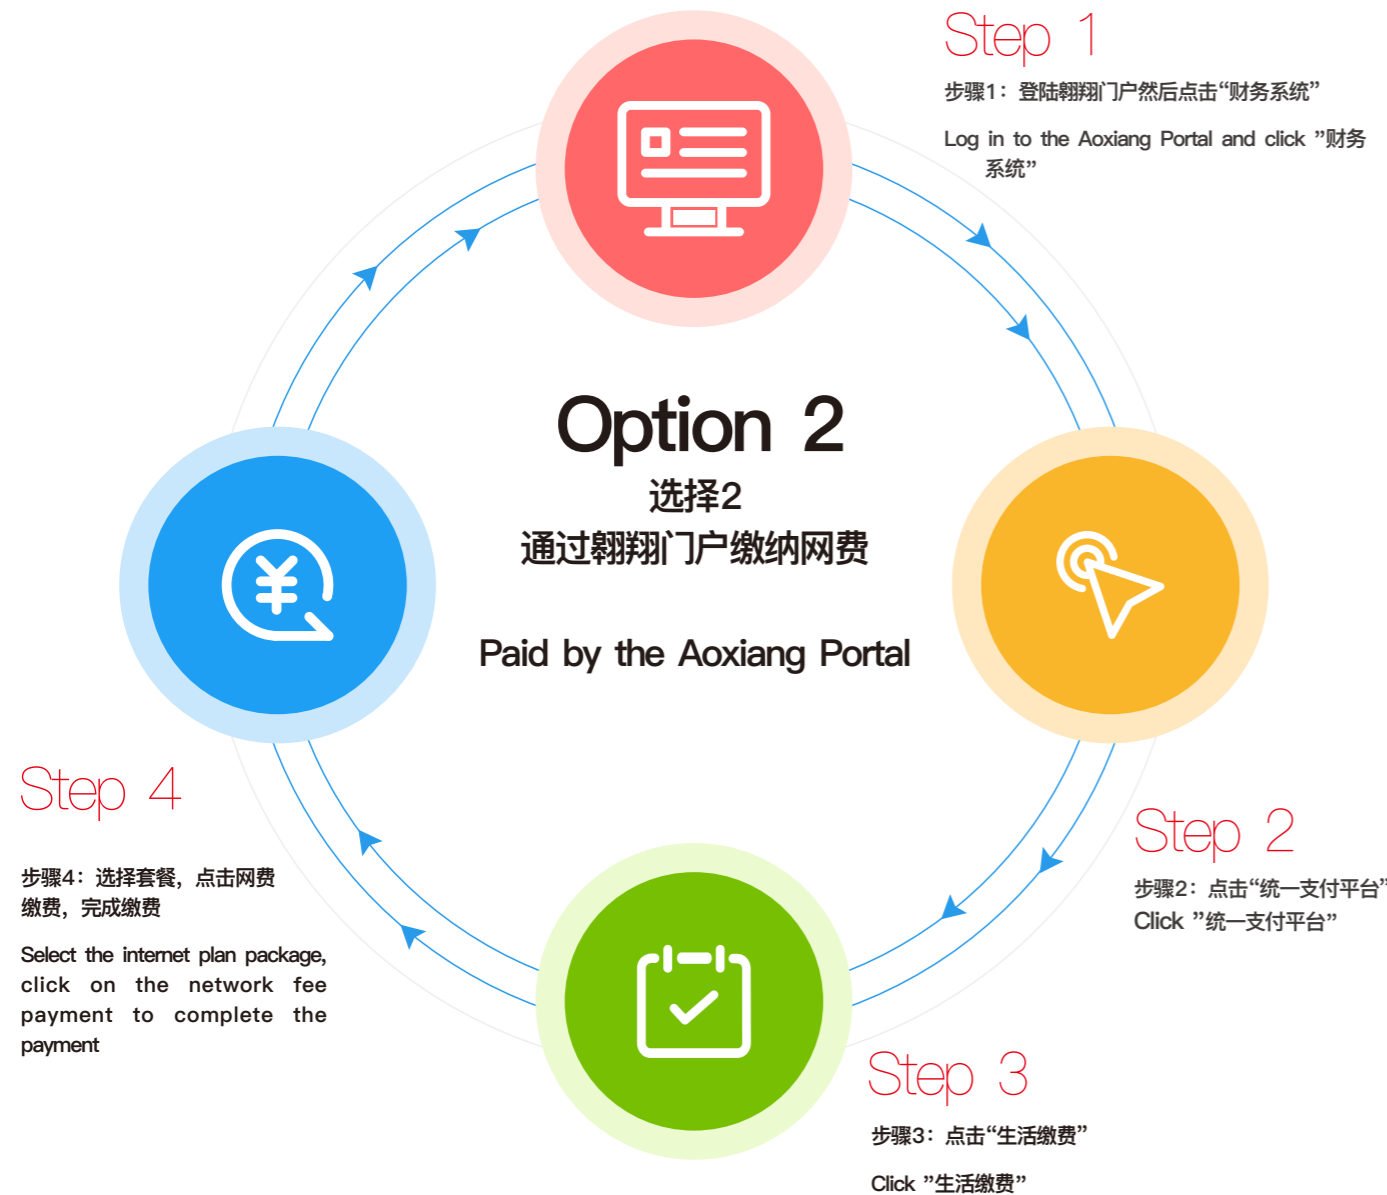 Step 1
步骤1：登陆翱翔门户然后点击“财务系统”
Log in to the Aoxiang Portal and click ”财务
系统”
Option 2
选择2
通过翱翔门户缴纳网费
Paid by the Aoxiang Portal
Step 2
步骤2：点击“统一支付平台”
Click ”统一支付平台”
Step 3
步骤3：点击“生活缴费”
Click ”生活缴费”
Step 4
步骤4：选择套餐，点击网费
缴费，完成缴费
Select the internet plan package,
click on the network fee
payment to complete the
payment